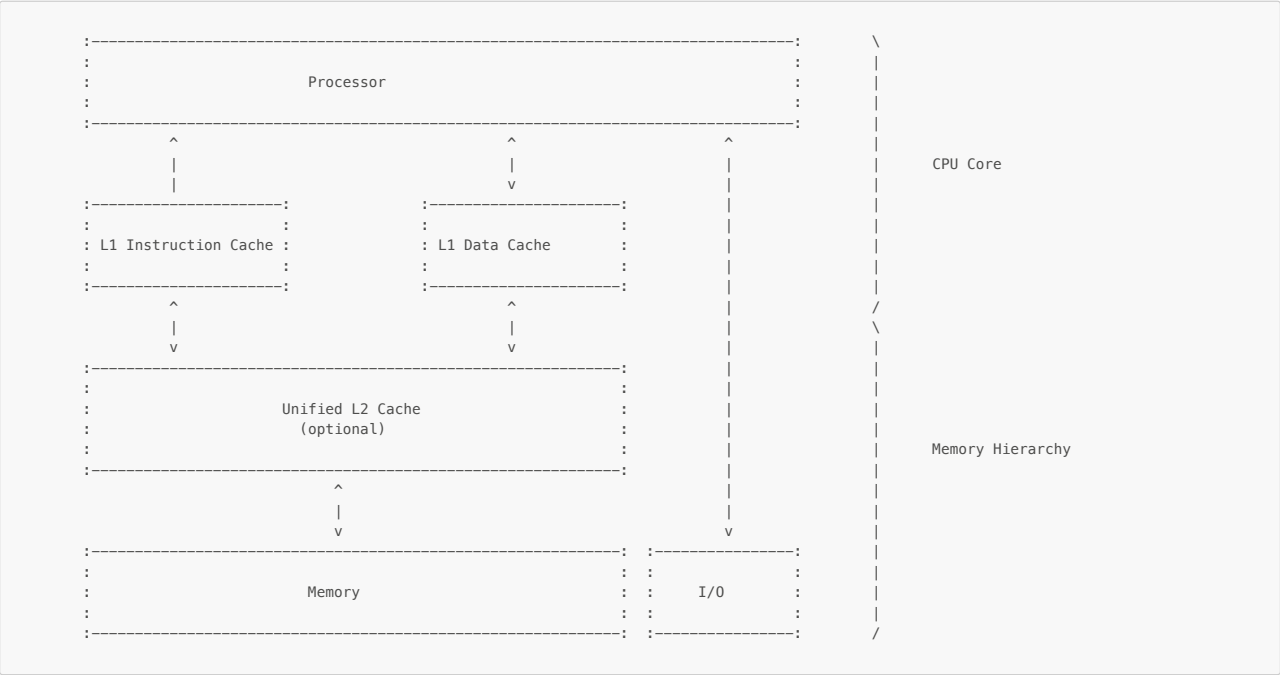 Processor
CPU Core
L1 Instruction Cache
L1 Data Cache
Unified L2 Cache
(optional)
Memory Hierarchy
Memory
I/O